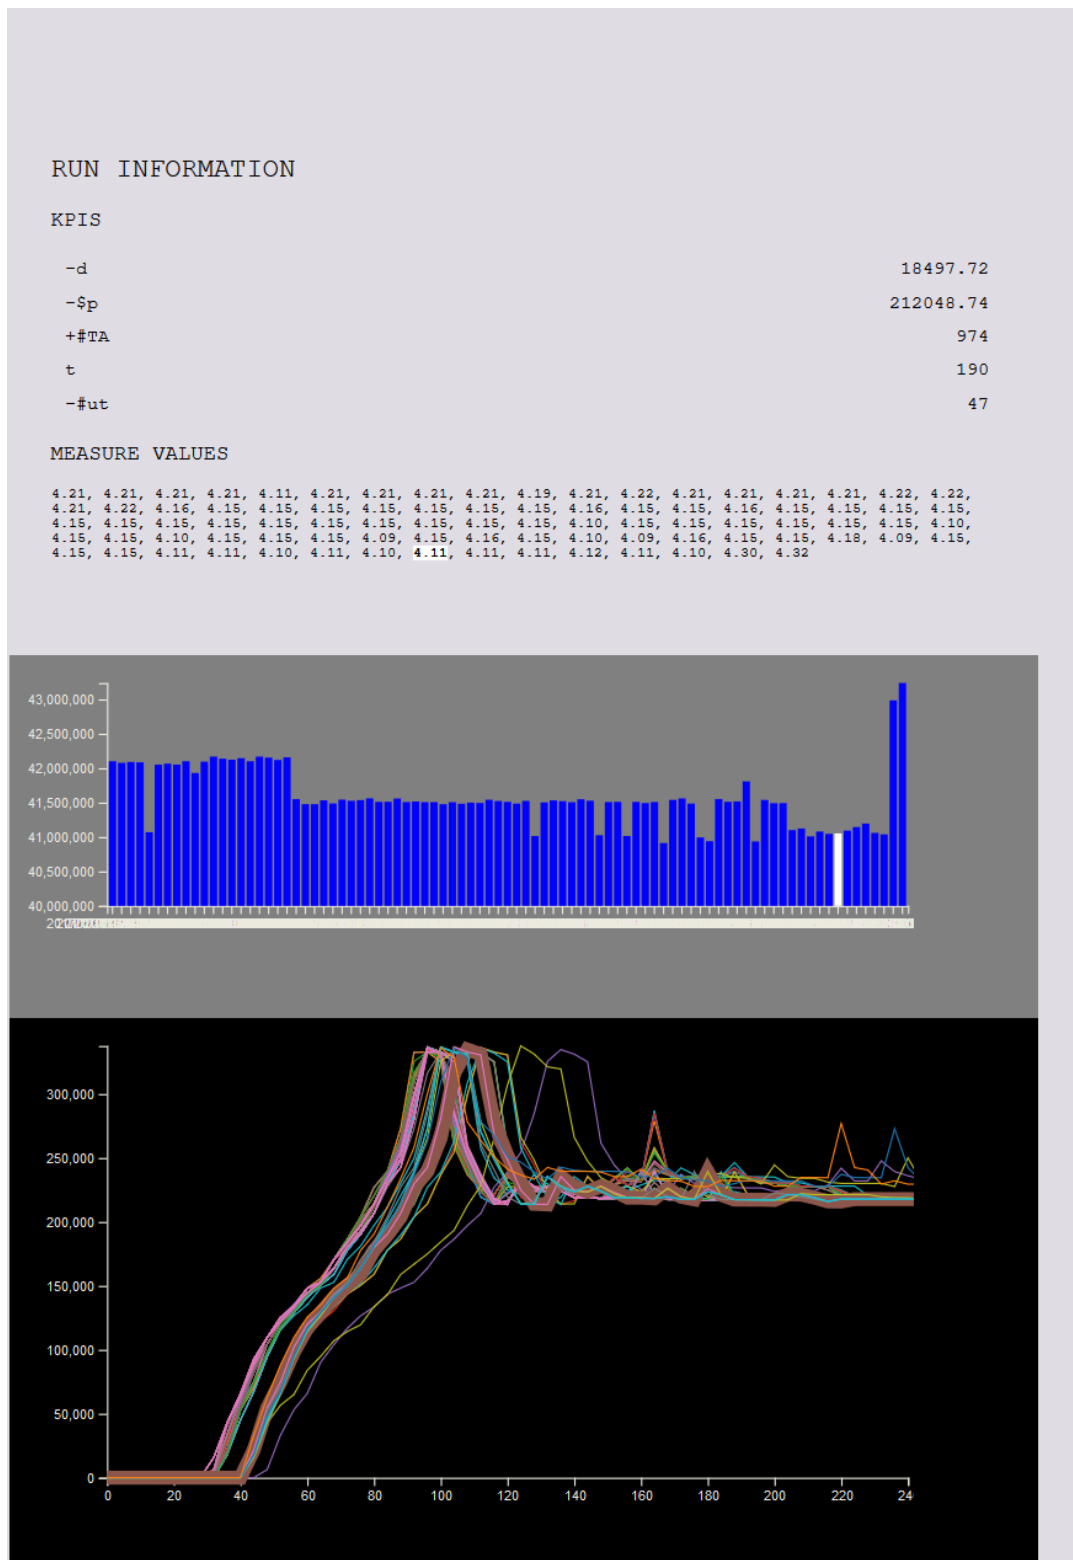 RUN INFORMATION
KPIS
-d 18497.72
-$p 212048.74
+#TA 974
t 190
-#ut 47
MEASURE VALUES
4.21, 4.21, 4.21, 4.21, 4.11, 4.21, 4.21, 4.21, 4.21, 4.19, 4.21, 4.22, 4.21, 4.21, 4.21, 4.21, 4.22, 4.22,
4.21, 4.22, 4.16, 4.15, 4.15, 4.15, 4.15, 4.15, 4.15, 4.15, 4.16, 4.15, 4.15, 4.16, 4.15, 4.15, 4.15, 4.15,
4.15, 4.15, 4.15, 4.15, 4.15, 4.15, 4.15, 4.15, 4.15, 4.15, 4.10, 4.15, 4.15, 4.15, 4.15, 4.15, 4.15, 4.10,
4.15, 4.15, 4.10, 4.15, 4.15, 4.15, 4.09, 4.15, 4.16, 4.15, 4.10, 4.09, 4.16, 4.15, 4.15, 4.18, 4.09, 4.15,
4.15, 4.15, 4.11, 4.11, 4.10, 4.11, 4.10, 4.11, 4.11, 4.11, 4.12, 4.11, 4.10, 4.30, 4.32
43,000,000
42,500,000
42,000,000
41,500,000
41,000,000
40,500,000
40,000,000
300,000
250,000
200,000
150,000
100,000
50,000
0
0 20 40 60 80 100 120 140 160 180 200 220 24